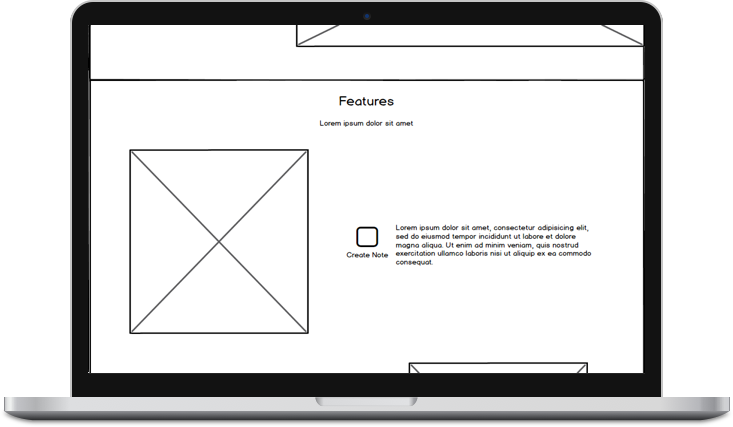 Features
Lorem ipsum dolor sit amet
Lorem ipsum dolor sit amet, consectetur adipisicing elit,
sed do eiusmod tempor incididunt ut labore et dolore
magna aliqua. Ut enim ad minim veniam, quis nostrud
exercitation ullamco laboris nisi ut aliquip ex ea commodo
consequat.
Create Note